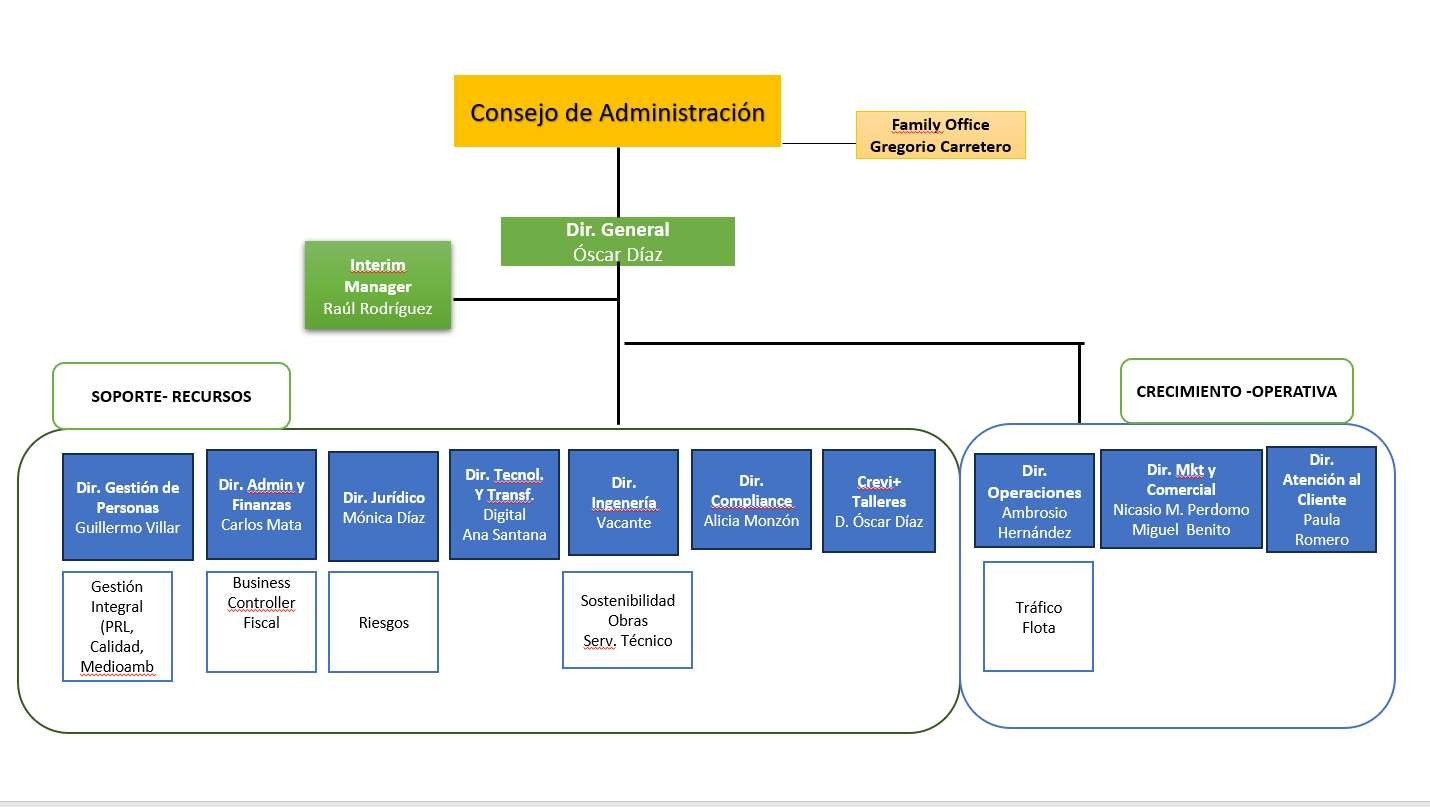 Consejo de Administración
Family Office
Gregorio Carretero
Dir. General
Óscar Díaz
Interim
Manager
Raúl Rodríguez
SOPORTE- RECURSOS
CRECIMIENTO -OPERATIVA
Dir. Gestión de
Personas
Guillermo Villar
Dir. Admin y
Finanzas
Carlos Mata
Dir. Jurídico
Mónica Díaz
Dir. Tecnol.
Y Transf.
Digital
Ana Santana
Dir.
Ingenería
Vacante
Dir.
Compliance
Alicia Monzón
Crevi+
Talleres
D. Óscar Díaz
Dir.
Operaciones
Ambrosio
Hernández
Dir. Mkt y
Comercial
Nicasio M. Perdomo
Miguel Benito
Dir.
Atención al
Cliente
Paula
Romero
Gestión
Integral
(PRL,
Calidad,
Medioamb
Business
Controller
Fiscal
Riesgos
Sostenibilidad
Obras
Serv. Técnico
Tráfico
Flota